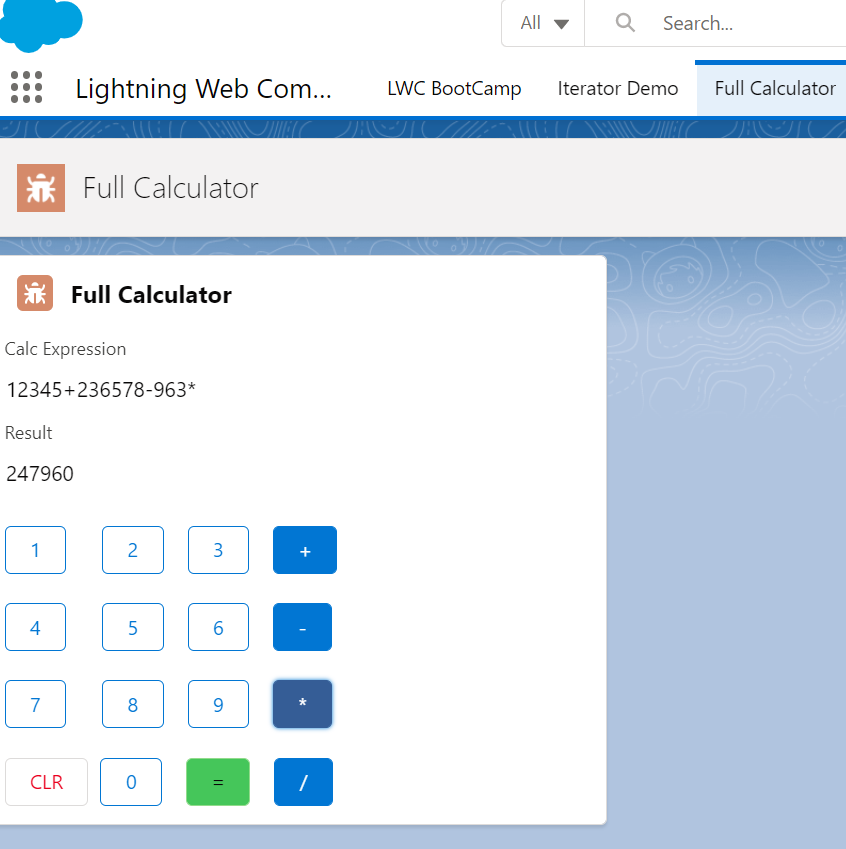 All Search...
Lightning Web Com... LWC BootCamp Iterator Demo Full Calculator
Full Calculator
Full Calculator
Calc Expression
12345+236578-963*
Result
247960
1 2 3 +
4 5 6 -
7 8 9 *
CLR 0 = /